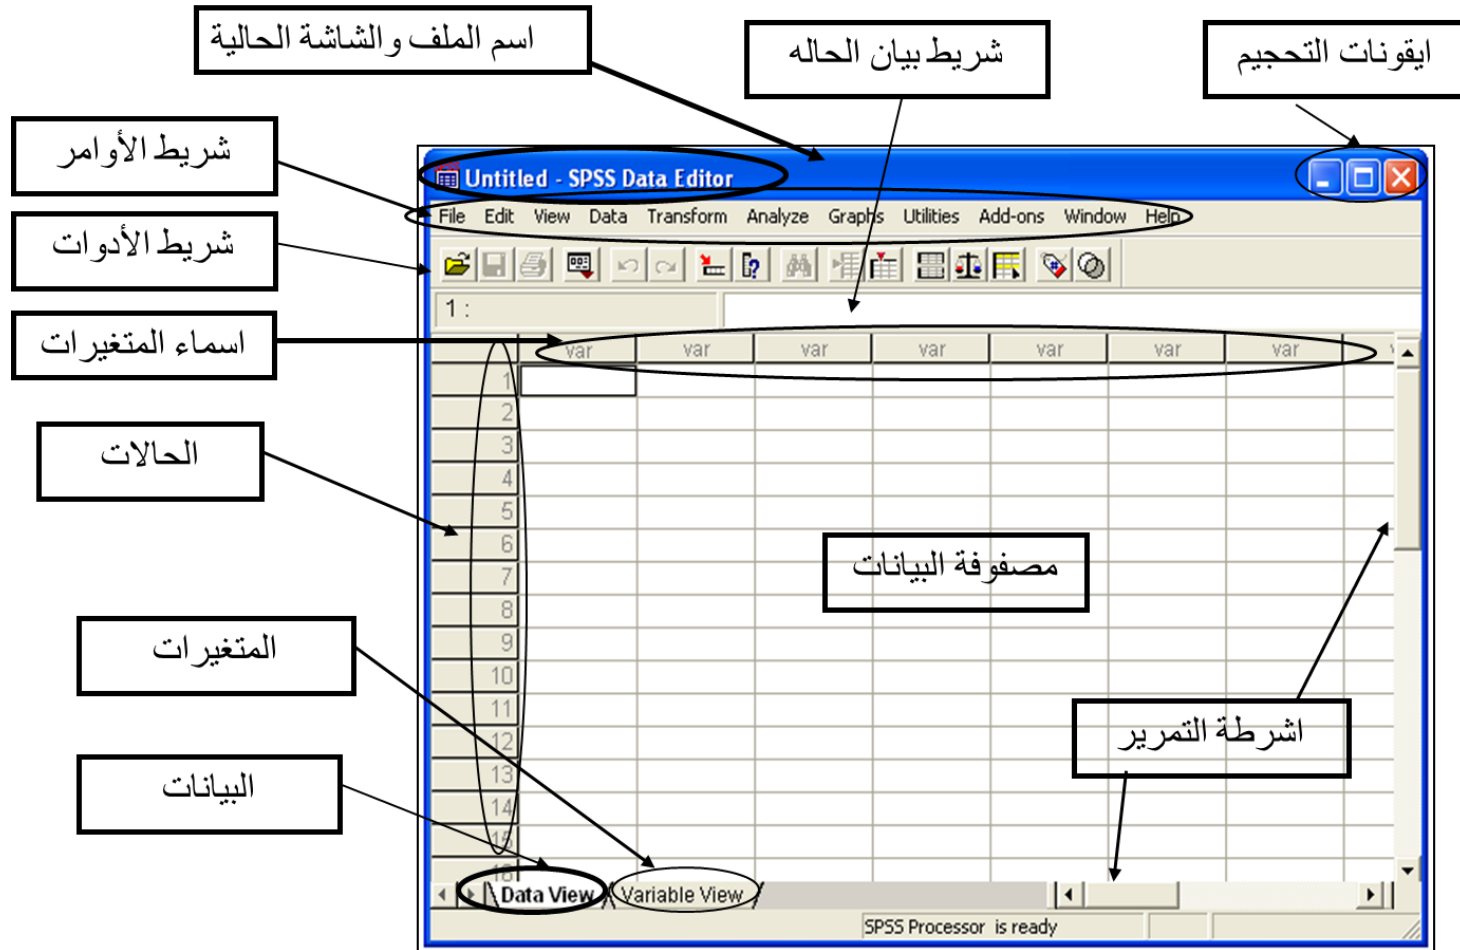 اسم الملف والشاشة الحالية
شريط بيان الحاله
ايقونات التحجيم
شريط الأوامر
Untitled - SPSS Data Editor
File Edit View Data Transform Analyze Graphs Utilities Add-ons Window Help
شريط الأدوات
1 :
اسماء المتغيرات
var var var var var var var
1
2
3
الحالات
4
5
6
مصفوفة البيانات
7
8
9
المتغيرات
10
11
اشرطة التمرير
12
13
البيانات
14
15
16
Data View Variable View
SPSS Processor is ready